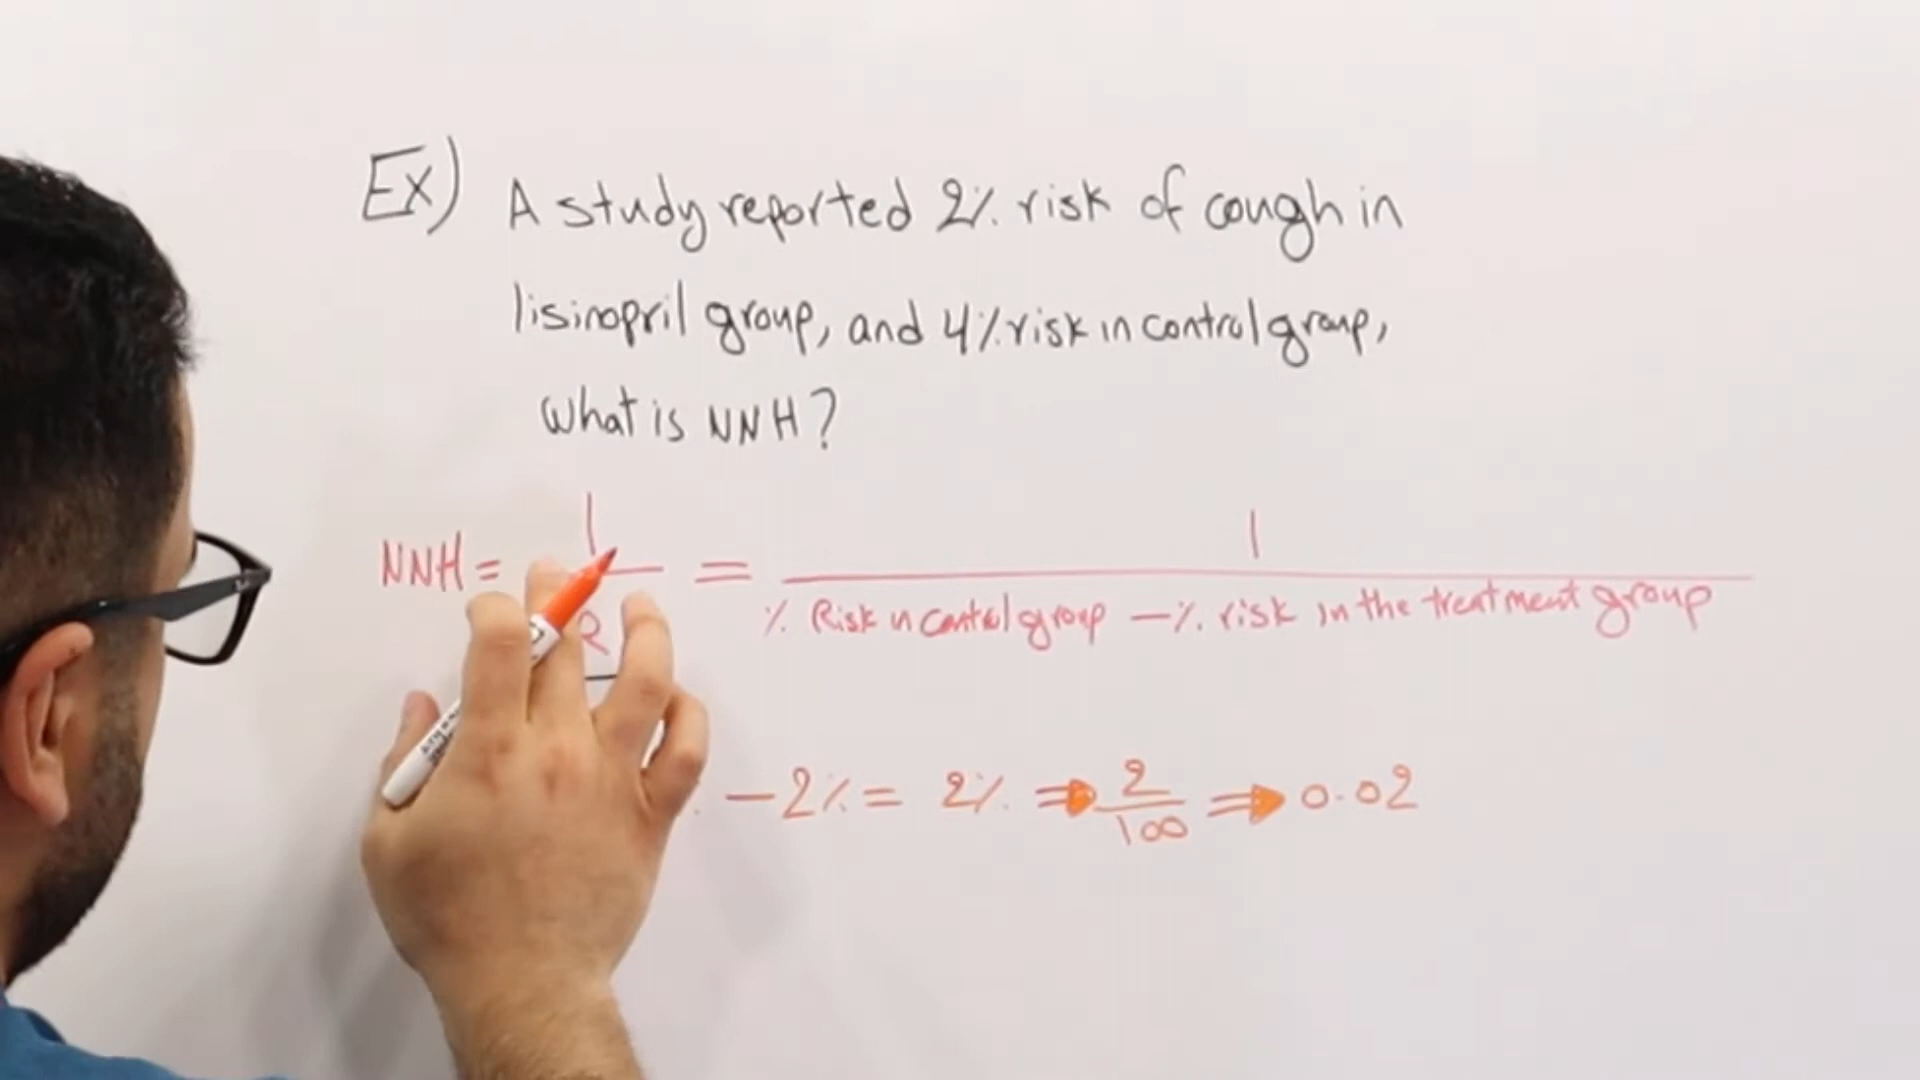 Ex) A study reported 2% risk of cough in
lisinopril group, and 4% risk in control group,
What is NNH?
NNH = 1 / R = 1 / % Risk in control group – % risk in the treatment group
– 2% = 2% ⇒ 2/100 ⇒ 0.02